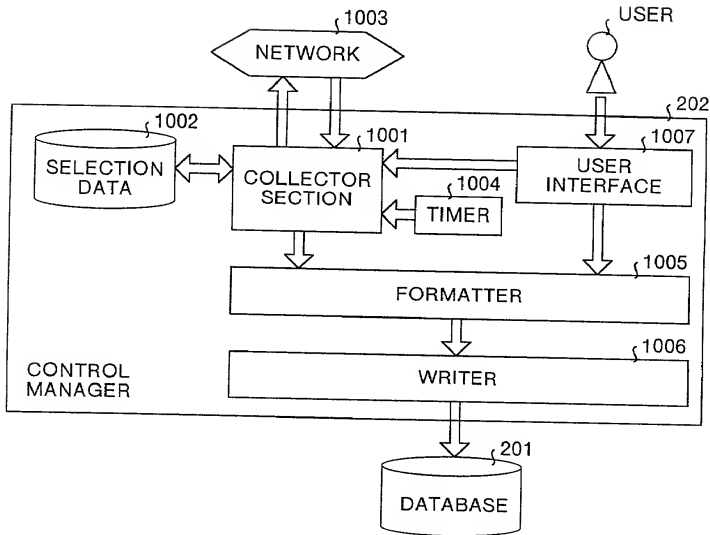 1003
USER
NETWORK
202
1002
1001
1007
SELECTION
DATA
COLLECTOR
SECTION
USER
INTERFACE
1004
TIMER
1005
FORMATTER
1006
WRITER
CONTROL
MANAGER
201
DATABASE